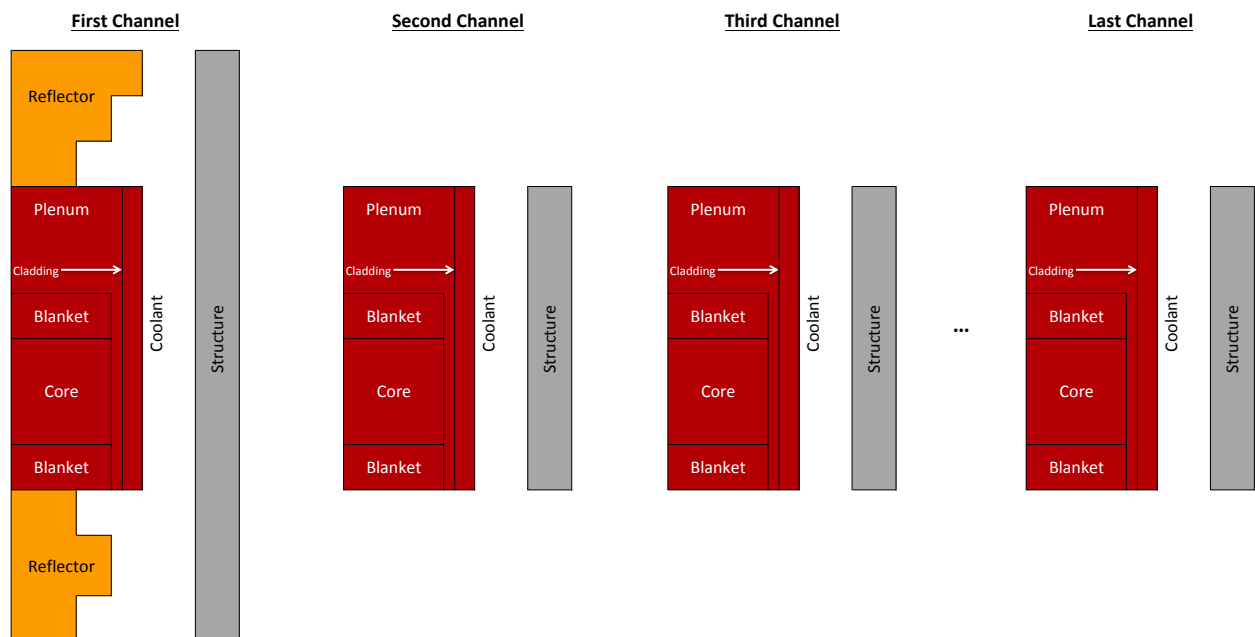 First Channel
Second Channel
Third Channel
Last Channel
Reflector
Plenum
Cladding
Blanket
Core
Blanket
Coolant
Structure
Reflector
Plenum
Cladding
Blanket
Core
Blanket
Coolant
Structure
Plenum
Cladding
Blanket
Core
Blanket
Coolant
Structure
...
Plenum
Cladding
Blanket
Core
Blanket
Coolant
Structure